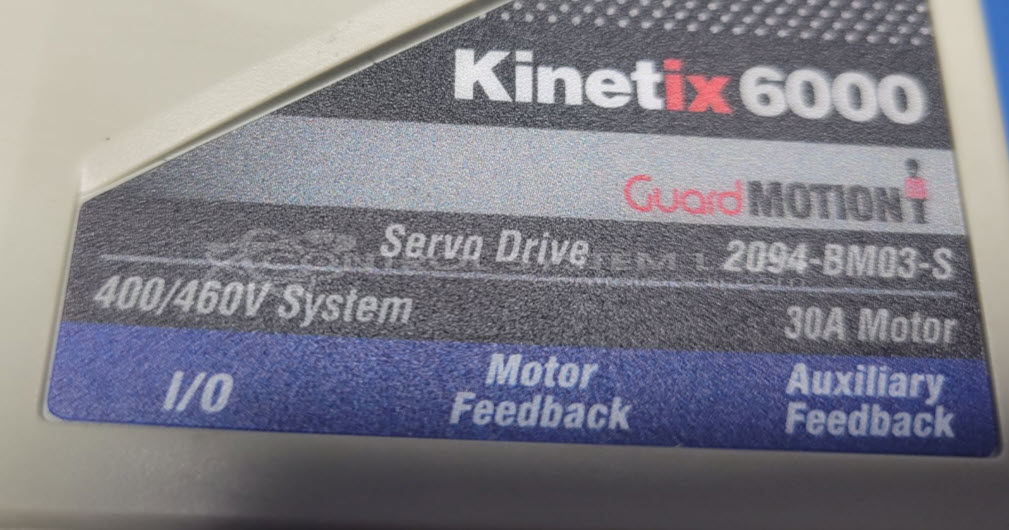 Kinetix 6000
GuardMOTION
Servo Drive 2094-BM03-S
400/460V System 30A Motor
I/O Motor Feedback Auxiliary Feedback